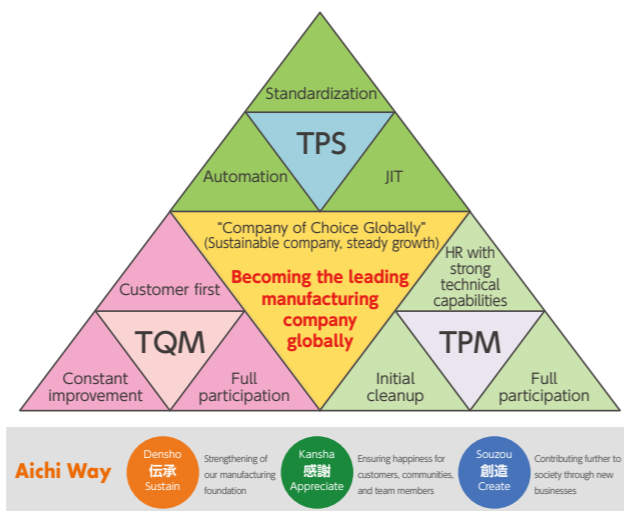 Standardization
TPS
Automation
JIT
"Company of Choice Globally"
(Sustainable company, steady growth)
Becoming the leading
manufacturing
company
globally
HR with
strong
technical
capabilities
Customer first
TQM
TPM
Constant
improvement
Full
participation
Initial
cleanup
Full
participation
Aichi Way
Densho
伝承
Sustain
Strengthening of
our manufacturing
foundation
Kansha
感謝
Appreciate
Ensuring happiness for
customers, communities,
and team members
Souzou
創造
Create
Contributing further to
society through new
businesses